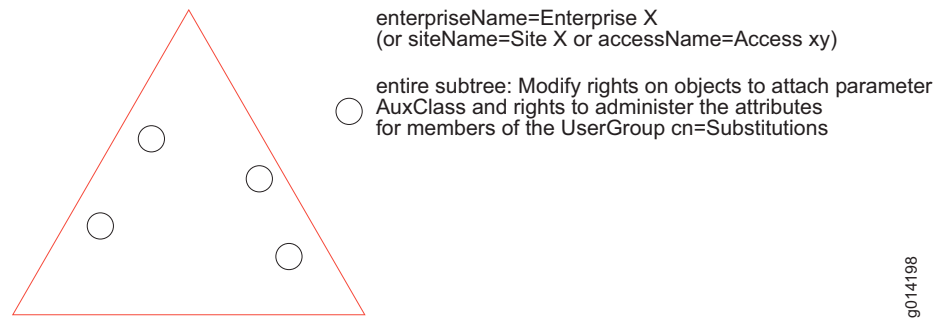 enterpriseName=Enterprise X
(or siteName=Site X or accessName=Access xy)
entire subtree: Modify rights on objects to attach parameter
AuxClass and rights to administer the attributes
for members of the UserGroup cn=Substitutions
g014198